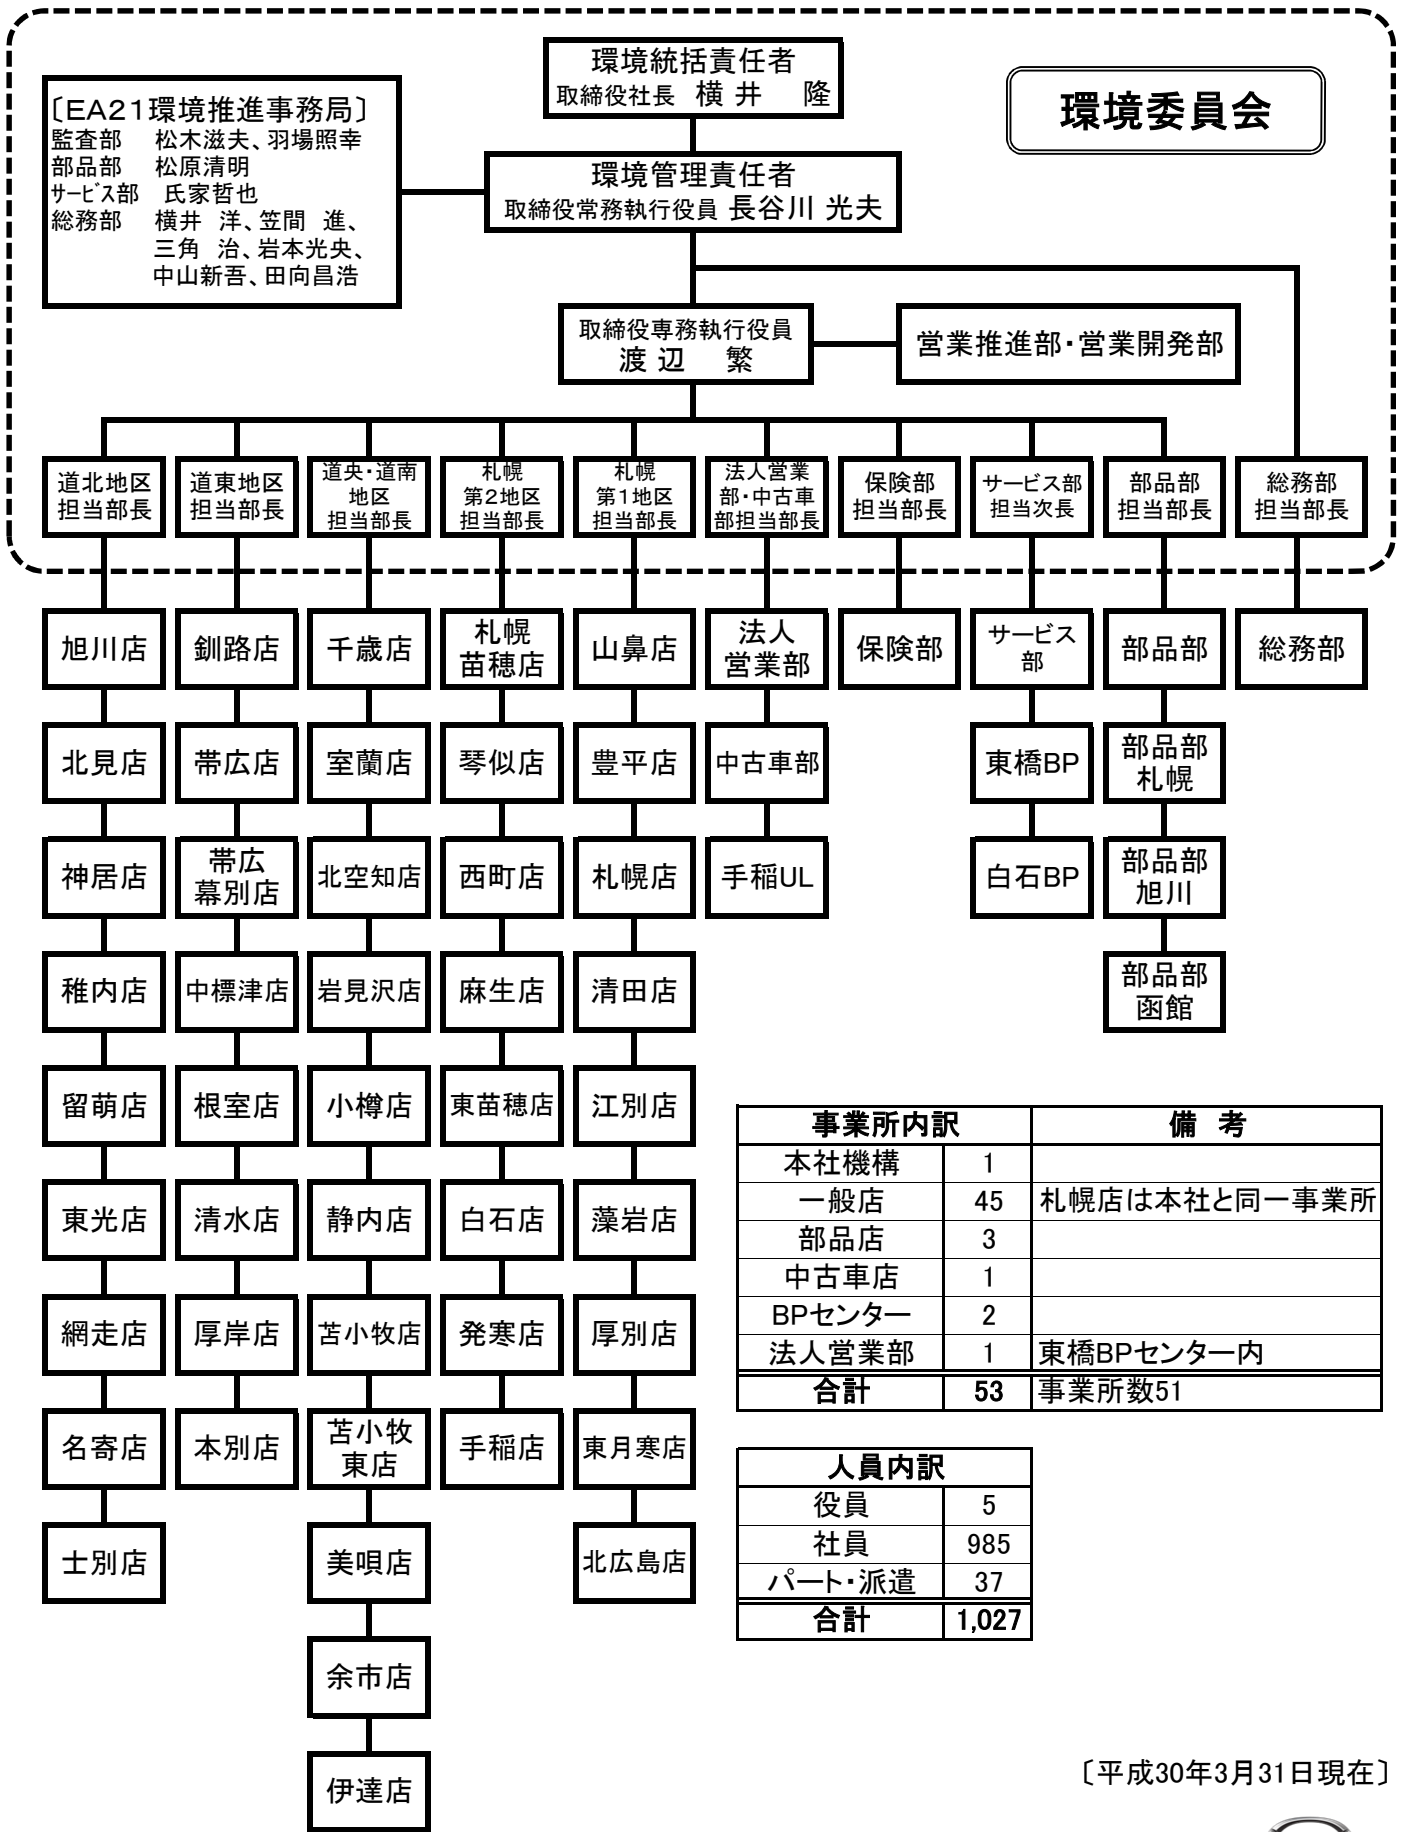 環境統括責任者
取締役社長 横井 隆
環境委員会
〔EA21環境推進事務局〕
監査部 松木滋夫、羽場照幸
部品部 松原清明
サービス部 氏家哲也
総務部 横井 洋、笠間 進、
三角 治、岩本光央、
中山新吾、田向昌浩
環境管理責任者
取締役常務執行役員 長谷川 光夫
取締役専務執行役員
渡辺 繁
営業推進部・営業開発部
道北地区
担当部長
道東地区
担当部長
道央・道南
地区
担当部長
札幌
第2地区
担当部長
札幌
第1地区
担当部長
法人営業
部・中古車
部担当部長
保険部
担当部長
サービス部
担当次長
部品部
担当部長
総務部
担当部長
旭川店
釧路店
千歳店
札幌
苗穂店
山鼻店
法人
営業部
保険部
サービス
部
部品部
総務部
北見店
帯広店
室蘭店
琴似店
豊平店
中古車部
東橋BP
部品部
札幌
神居店
帯広
幕別店
北空知店
西町店
札幌店
手稲UL
白石BP
部品部
旭川
稚内店
中標津店
岩見沢店
麻生店
清田店
部品部
函館
留萌店
根室店
小樽店
東苗穂店
江別店
東光店
清水店
静内店
白石店
藻岩店
網走店
厚岸店
苫小牧店
発寒店
厚別店
名寄店
本別店
苫小牧
東店
手稲店
東月寒店
士別店
美唄店
北広島店
余市店
伊達店
事業所内訳 備 考
本社機構 1
一般店 45 札幌店は本社と同一事業所
部品店 3
中古車店 1
BPセンター 2
法人営業部 1 東橋BPセンター内
合計 53 事業所数51
人員内訳
役員 5
社員 985
パート・派遣 37
合計 1,027
〔平成30年3月31日現在〕